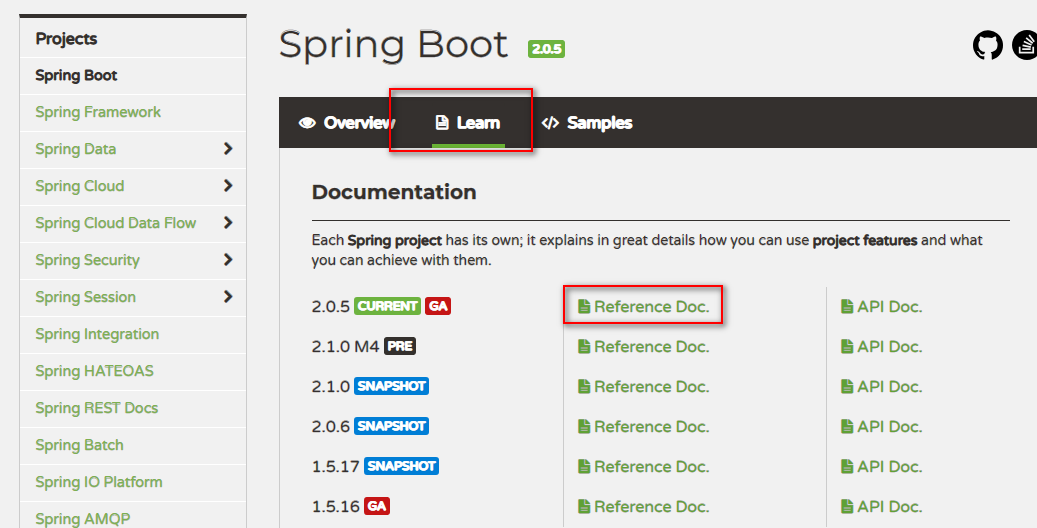 Projects
Spring Boot
Spring Framework
Spring Data
Spring Cloud
Spring Cloud Data Flow
Spring Security
Spring Session
Spring Integration
Spring HATEOAS
Spring REST Docs
Spring Batch
Spring IO Platform
Spring AMQP
Spring Boot 2.0.5
Overview Learn Samples
Documentation
Each Spring project has its own; it explains in great details how you can use project features and what
you can achieve with them.
2.0.5 CURRENT GA Reference Doc. API Doc.
2.1.0 M4 PRE Reference Doc. API Doc.
2.1.0 SNAPSHOT Reference Doc. API Doc.
2.0.6 SNAPSHOT Reference Doc. API Doc.
1.5.17 SNAPSHOT Reference Doc. API Doc.
1.5.16 GA Reference Doc. API Doc.